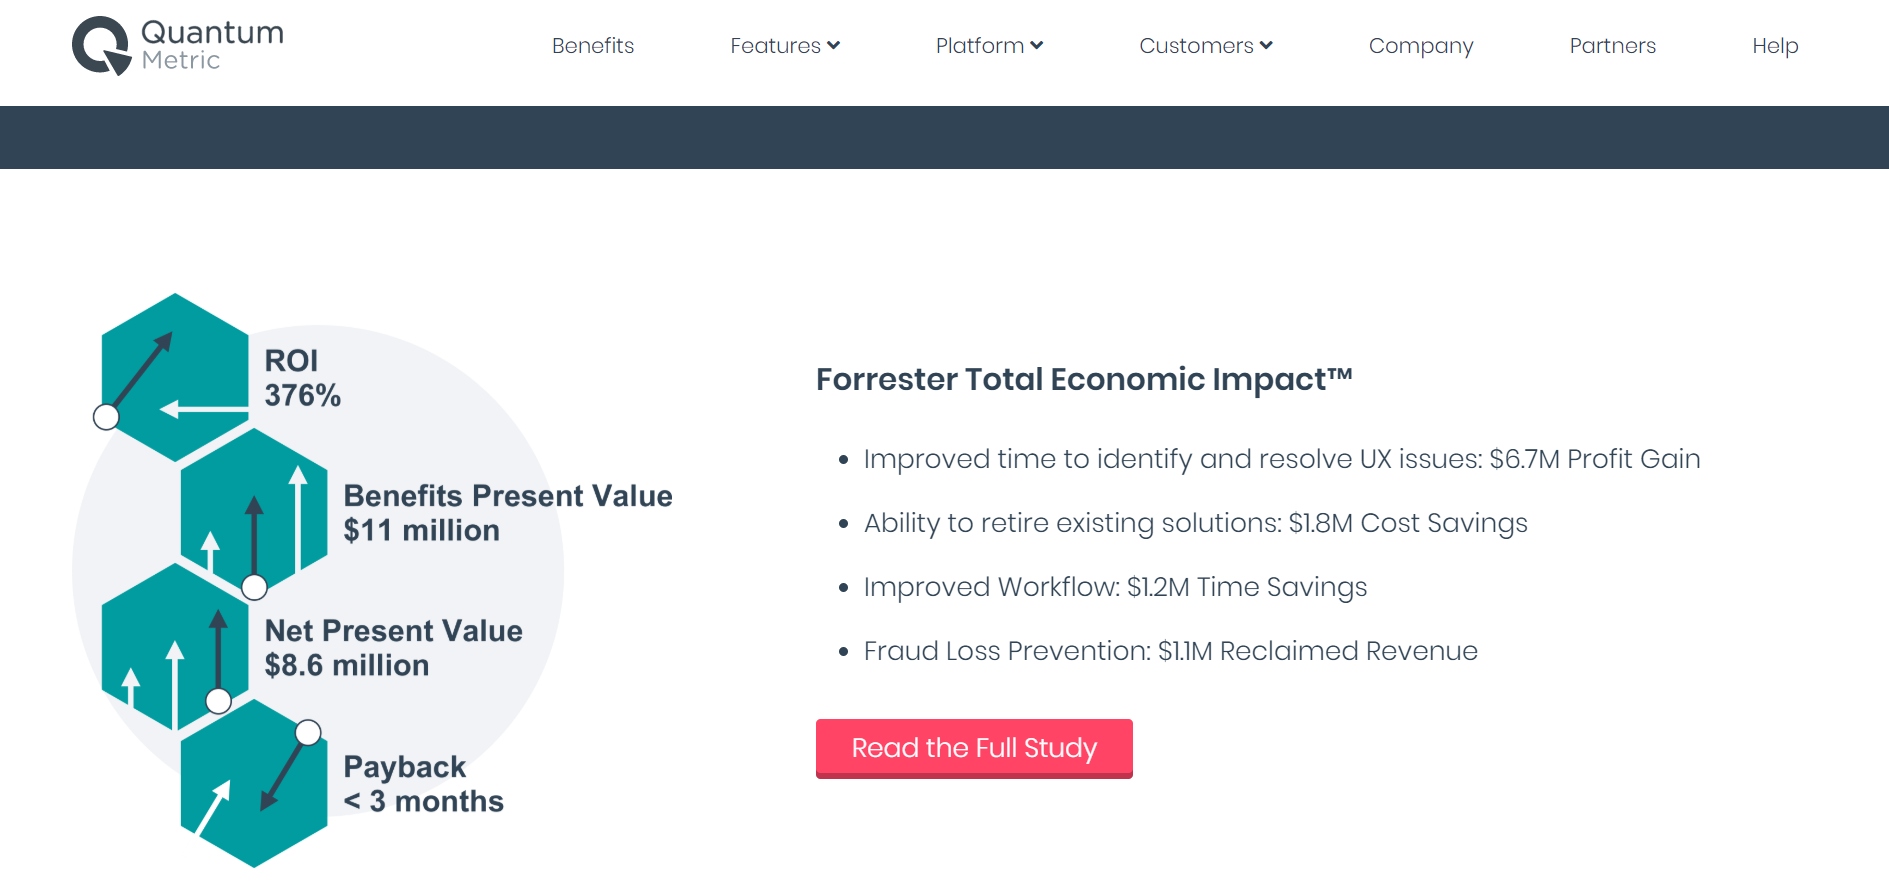 Quantum
Metric
Benefits
Features
Platform
Customers
Company
Partners
Help
ROI
376%
Benefits Present Value
$11 million
Net Present Value
$8.6 million
Payback
< 3 months
Forrester Total Economic Impact™
• Improved time to identify and resolve UX issues: $6.7M Profit Gain
• Ability to retire existing solutions: $1.8M Cost Savings
• Improved Workflow: $1.2M Time Savings
• Fraud Loss Prevention: $1.1M Reclaimed Revenue
Read the Full Study